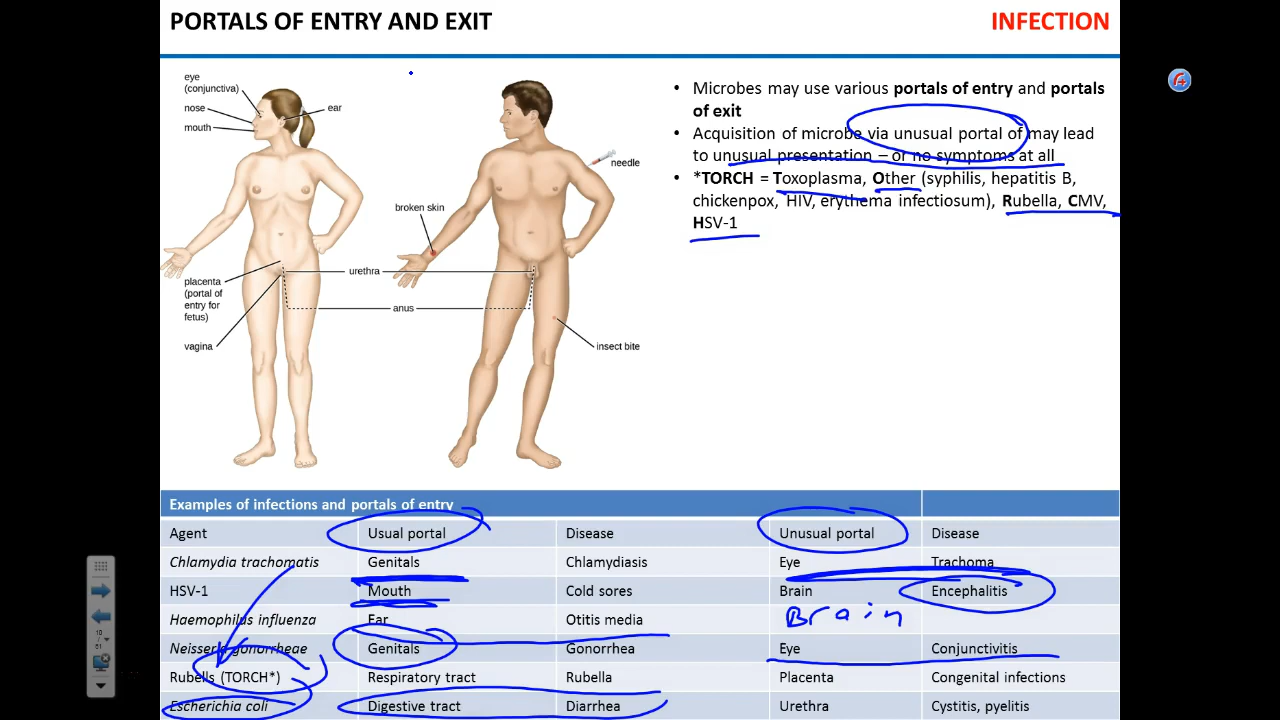 PORTALS OF ENTRY AND EXIT
INFECTION
eye
(conjunctiva)
nose
mouth
ear
needle
broken skin
urethra
placenta
(portal of
entry for
fetus)
anus
vagina
insect bite
• Microbes may use various portals of entry and portals
of exit
• Acquisition of microbe via unusual portal of may lead
to unusual presentation – or no symptoms at all
• *TORCH = Toxoplasma, Other (syphilis, hepatitis B,
chickenpox, HIV, erythema infectiosum), Rubella, CMV,
HSV-1
Examples of infections and portals of entry
Agent Usual portal Disease Unusual portal Disease
Chlamydia trachomatis Genitals Chlamydiasis Eye Trachoma
HSV-1 Mouth Cold sores Brain Encephalitis
Haemophilus influenza Ear Otitis media Brain
Neisseria gonorrheae Genitals Gonorrhea Eye Conjunctivitis
Rubells (TORCH*) Respiratory tract Rubella Placenta Congenital infections
Escherichia coli Digestive tract Diarrhea Urethra Cystitis, pyelitis